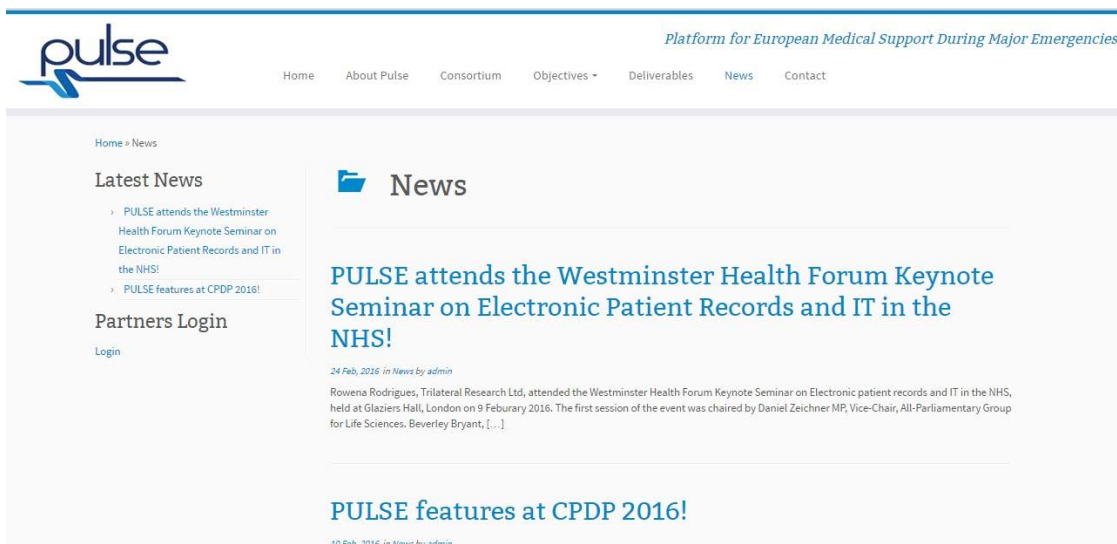 pulse
Platform for European Medical Support During Major Emergencies
Home About Pulse Consortium Objectives Deliverables News Contact
Home » News
Latest News
› PULSE attends the Westminster
Health Forum Keynote Seminar on
Electronic Patient Records and IT in
the NHS!
› PULSE features at CPDP 2016!
Partners Login
Login
News
PULSE attends the Westminster Health Forum Keynote
Seminar on Electronic Patient Records and IT in the
NHS!
24 Feb, 2016 in News by admin
Rowena Rodrigues, Trilateral Research Ltd, attended the Westminster Health Forum Keynote Seminar on Electronic patient records and IT in the NHS,
held at Glaziers Hall, London on 9 Feburary 2016. The first session of the event was chaired by Daniel Zeichner MP, Vice-Chair, All-Parliamentary Group
for Life Sciences. Beverley Bryant, […]
PULSE features at CPDP 2016!
Feb, 2016 in News by admin